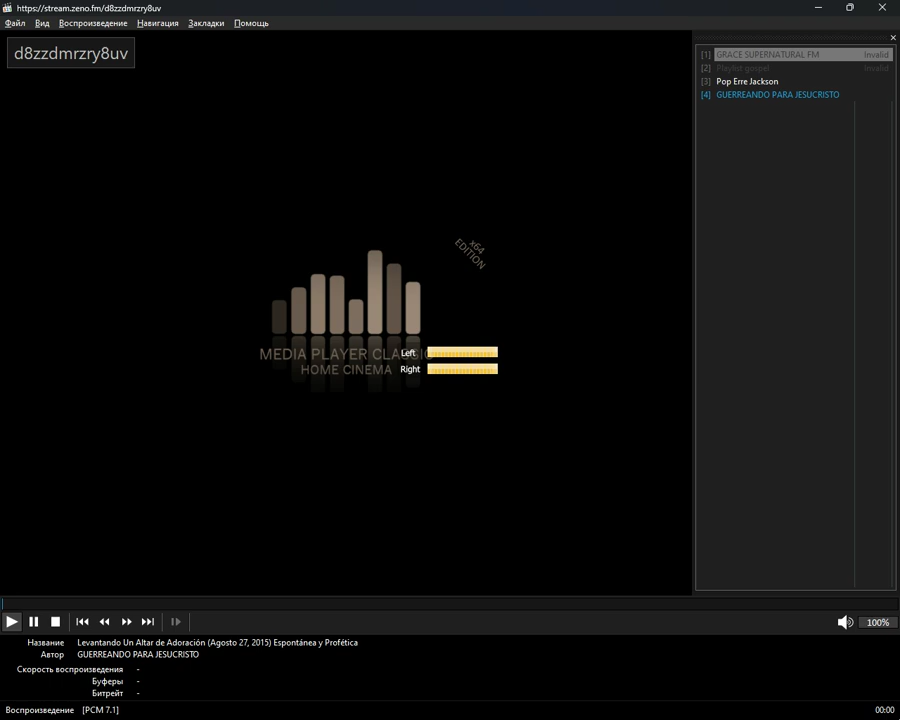 https://stream.zeno.fm/d8zzdmrzry8uv
Файл Вид Воспроизведение Навигация Закладки Помощь
d8zzdmrzry8uv
[1] GRACE SUPERNATURAL FM Invalid
[2] Playlist gospel Invalid
[3] Pop Erre Jackson
[4] GUERREANDO PARA JESUCRISTO
x64
EDITION
MEDIA PLAYER CLASSIC
HOME CINEMA
Left
Right
100%
Название Levantando Un Altar de Adoración (Agosto 27, 2015) Espontánea y Profética
Автор GUERREANDO PARA JESUCRISTO
Скорость воспроизведения -
Буферы -
Битрейт -
Воспроизведение [PCM 7.1] 00:00